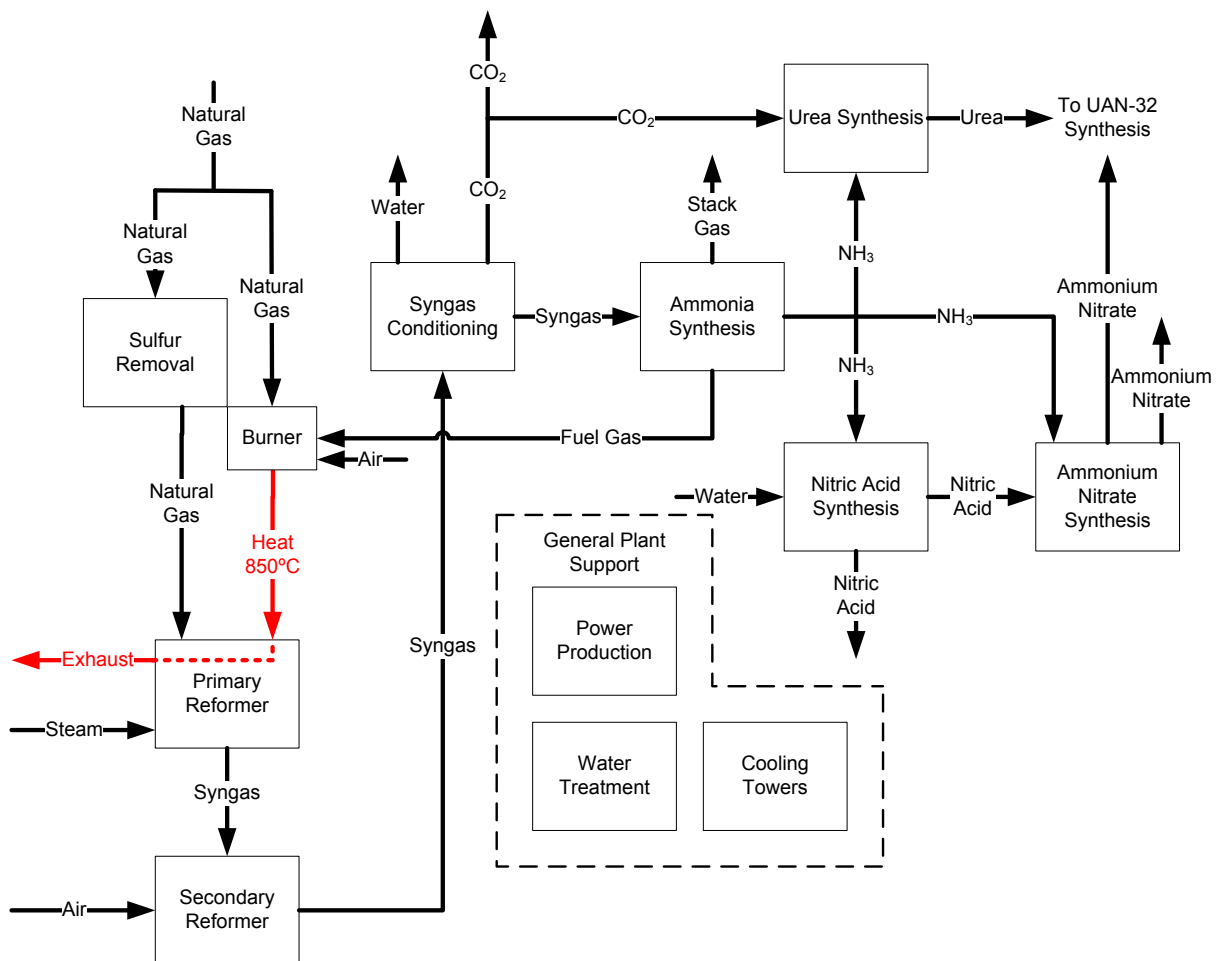 CO₂
Natural
Gas
CO₂
Urea Synthesis
Urea
To UAN-32
Synthesis
Water
CO₂
Stack
Gas
Natural
Gas
NH₃
Natural
Gas
Syngas
Conditioning
Syngas
Ammonia
Synthesis
NH₃
Ammonium
Nitrate
Sulfur
Removal
NH₃
Ammonium
Nitrate
Burner
Fuel Gas
Air
Natural
Gas
Water
Nitric Acid
Synthesis
Nitric
Acid
Ammonium
Nitrate
Synthesis
Heat
850ºC
General Plant
Support
Nitric
Acid
Power
Production
Syngas
Exhaust
Primary
Reformer
Steam
Water
Treatment
Cooling
Towers
Syngas
Air
Secondary
Reformer